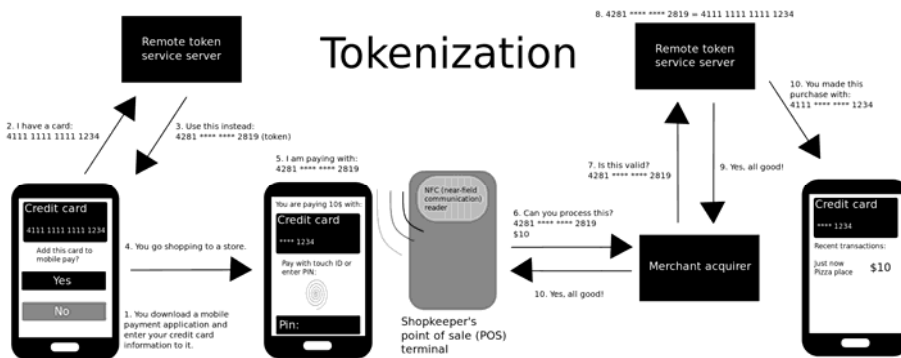 Tokenization
8. 4281 **** **** 2819 = 4111 1111 1111 1234
Remote token
service server
Remote token
service server
2. I have a card:
4111 1111 1111 1234
3. Use this instead:
4281 **** **** 2819 (token)
5. I am paying with:
4281 **** **** 2819
7. Is this valid?
4281 **** **** 2819
9. Yes, all good!
10. You made this
purchase with:
4111 **** **** 1234
Credit card
4111 1111 1111 1234
Add this card to
mobile pay?
Yes
No
4. You go shopping to a store.
1. You download a mobile
payment application and
enter your credit card
information to it.
You are paying 10$ with:
Credit card
**** 1234
Pay with touch ID or
enter PIN:
Pin:
NFC (near-field
communication)
reader
Shopkeeper's
point of sale (POS)
terminal
6. Can you process this?
4281 **** **** 2819
$10
10. Yes, all good!
Merchant acquirer
Credit card
**** 1234
Recent transactions:
Just now
Pizza place
$10